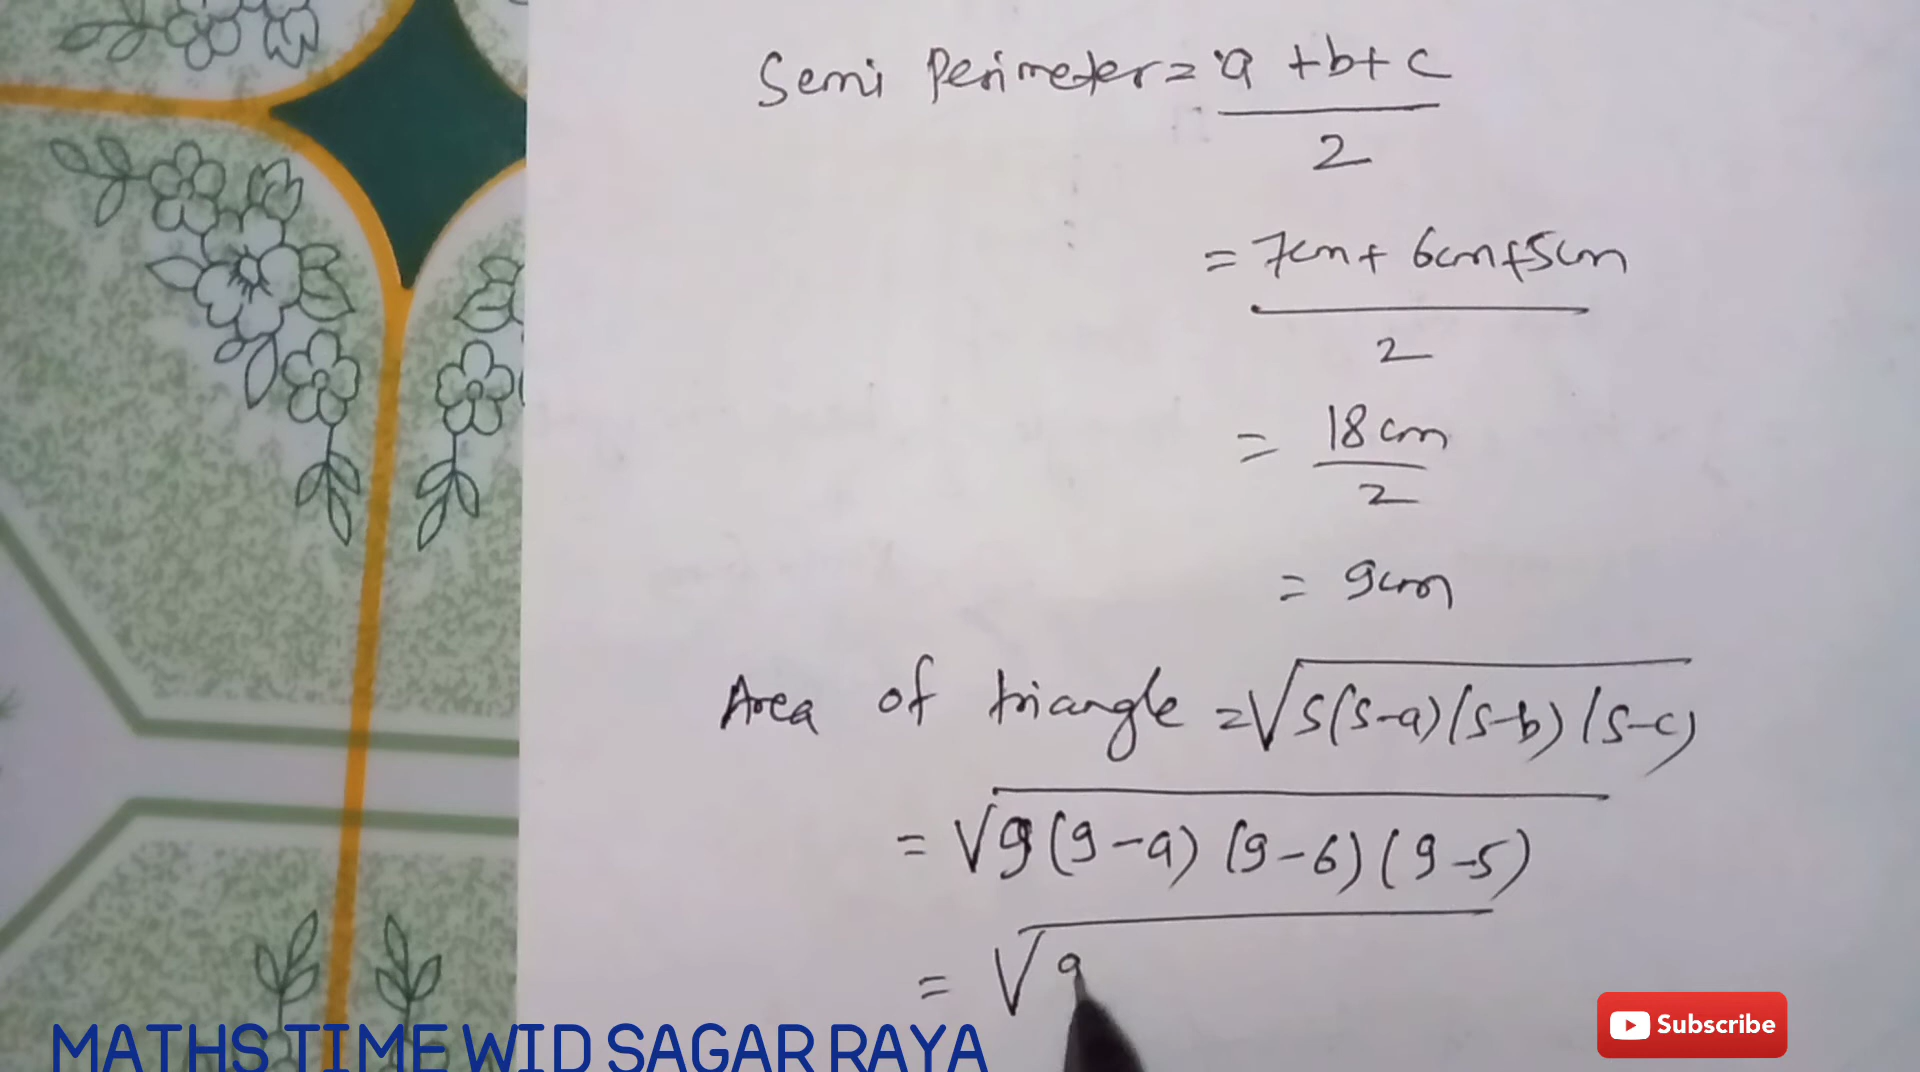 Semi Perimeter = a + b + c
2
= 7cm + 6cm + 5cm
2
= 18 cm
2
= 9cm
Area of triangle = √s(s-a)(s-b)(s-c)
= √9(9-a)(9-6)(9-5)
= √9
MATHS TIME WID SAGAR RAYA
Subscribe